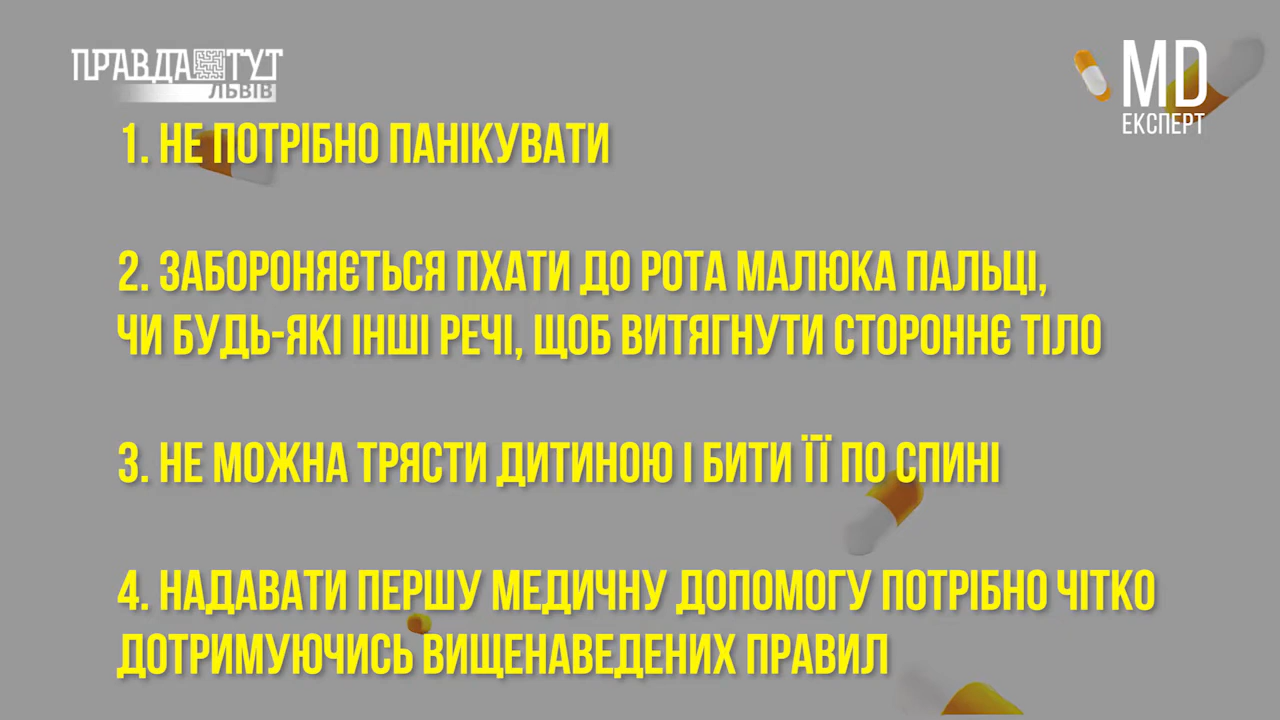 ПРАВДА ТУТ
ЛЬВІВ
MD
ЕКСПЕРТ
1. НЕ ПОТРІБНО ПАНІКУВАТИ
2. ЗАБОРОНЯЄТЬСЯ ПХАТИ ДО РОТА МАЛЮКА ПАЛЬЦІ,
ЧИ БУДЬ-ЯКІ ІНШІ РЕЧІ, ЩОБ ВИТЯГНУТИ СТОРОННЄ ТІЛО
3. НЕ МОЖНА ТРЯСТИ ДИТИНОЮ І БИТИ ЇЇ ПО СПИНІ
4. НАДАВАТИ ПЕРШУ МЕДИЧНУ ДОПОМОГУ ПОТРІБНО ЧІТКО
ДОТРИМУЮЧИСЬ ВИЩЕНАВЕДЕНИХ ПРАВИЛ